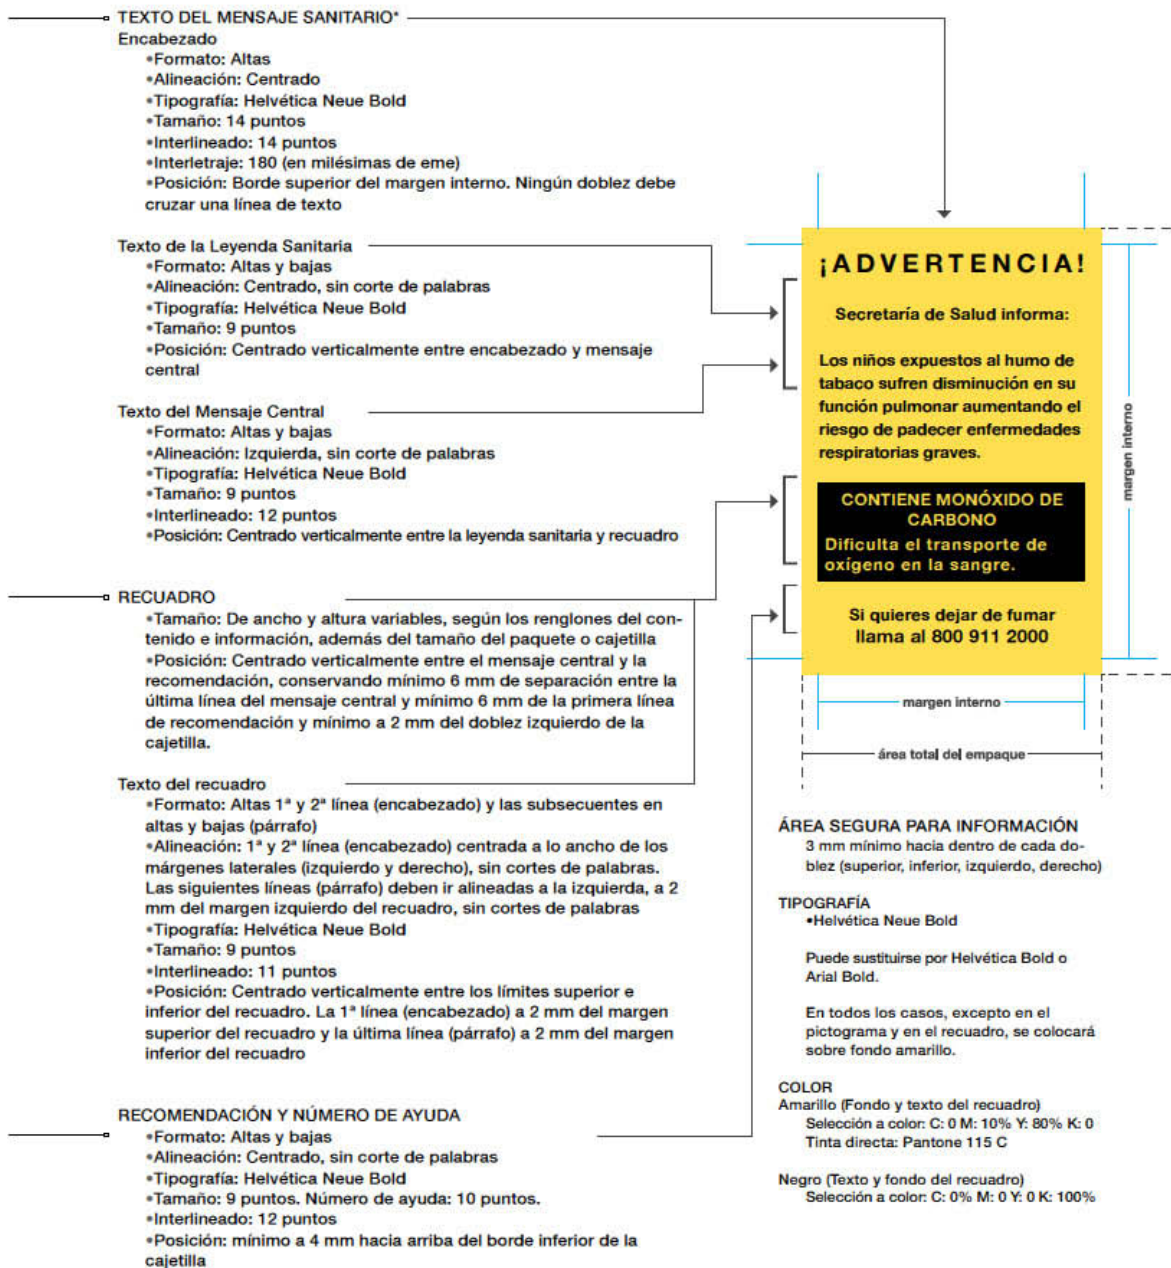 TEXTO DEL MENSAJE SANITARIO*
Encabezado
•Formato: Altas
•Alineación: Centrado
•Tipografía: Helvética Neue Bold
•Tamaño: 14 puntos
•Interlineado: 14 puntos
•Interletraje: 180 (en milésimas de eme)
•Posición: Borde superior del margen interno. Ningún doblez debe
cruzar una línea de texto
Texto de la Leyenda Sanitaria
•Formato: Altas y bajas
•Alineación: Centrado, sin corte de palabras
•Tipografía: Helvética Neue Bold
•Tamaño: 9 puntos
•Posición: Centrado verticalmente entre encabezado y mensaje
central
Texto del Mensaje Central
•Formato: Altas y bajas
•Alineación: Izquierda, sin corte de palabras
•Tipografía: Helvética Neue Bold
•Tamaño: 9 puntos
•Interlineado: 12 puntos
•Posición: Centrado verticalmente entre la leyenda sanitaria y recuadro
RECUADRO
•Tamaño: De ancho y altura variables, según los renglones del con-
tenido e información, además del tamaño del paquete o cajetilla
•Posición: Centrado verticalmente entre el mensaje central y la
recomendación, conservando mínimo 6 mm de separación entre la
última línea del mensaje central y mínimo 6 mm de la primera línea
de recomendación y mínimo a 2 mm del doblez izquierdo de la
cajetilla.
Texto del recuadro
•Formato: Altas 1ª y 2ª línea (encabezado) y las subsecuentes en
altas y bajas (párrafo)
•Alineación: 1ª y 2ª línea (encabezado) centrada a lo ancho de los
márgenes laterales (izquierdo y derecho), sin cortes de palabras.
Las siguientes líneas (párrafo) deben ir alineadas a la izquierda, a 2
mm del margen izquierdo del recuadro, sin cortes de palabras
•Tipografía: Helvética Neue Bold
•Tamaño: 9 puntos
•Interlineado: 11 puntos
•Posición: Centrado verticalmente entre los límites superior e
inferior del recuadro. La 1ª línea (encabezado) a 2 mm del margen
superior del recuadro y la última línea (párrafo) a 2 mm del margen
inferior del recuadro
RECOMENDACIÓN Y NÚMERO DE AYUDA
•Formato: Altas y bajas
•Alineación: Centrado, sin corte de palabras
•Tipografía: Helvética Neue Bold
•Tamaño: 9 puntos. Número de ayuda: 10 puntos.
•Interlineado: 12 puntos
•Posición: mínimo a 4 mm hacia arriba del borde inferior de la
cajetilla
¡ADVERTENCIA!
Secretaría de Salud informa:
Los niños expuestos al humo de
tabaco sufren disminución en su
función pulmonar aumentando el
riesgo de padecer enfermedades
respiratorias graves.
CONTIENE MONÓXIDO DE
CARBONO
Dificulta el transporte de
oxígeno en la sangre.
Si quieres dejar de fumar
llama al 800 911 2000
margen interno
margen interno
área total del empaque
ÁREA SEGURA PARA INFORMACIÓN
3 mm mínimo hacia dentro de cada do-
blez (superior, inferior, izquierdo, derecho)
TIPOGRAFÍA
•Helvética Neue Bold
Puede sustituirse por Helvética Bold o
Arial Bold.
En todos los casos, excepto en el
pictograma y en el recuadro, se colocará
sobre fondo amarillo.
COLOR
Amarillo (Fondo y texto del recuadro)
Selección a color: C: 0 M: 10% Y: 80% K: 0
Tinta directa: Pantone 115 C
Negro (Texto y fondo del recuadro)
Selección a color: C: 0% M: 0 Y: 0 K: 100%